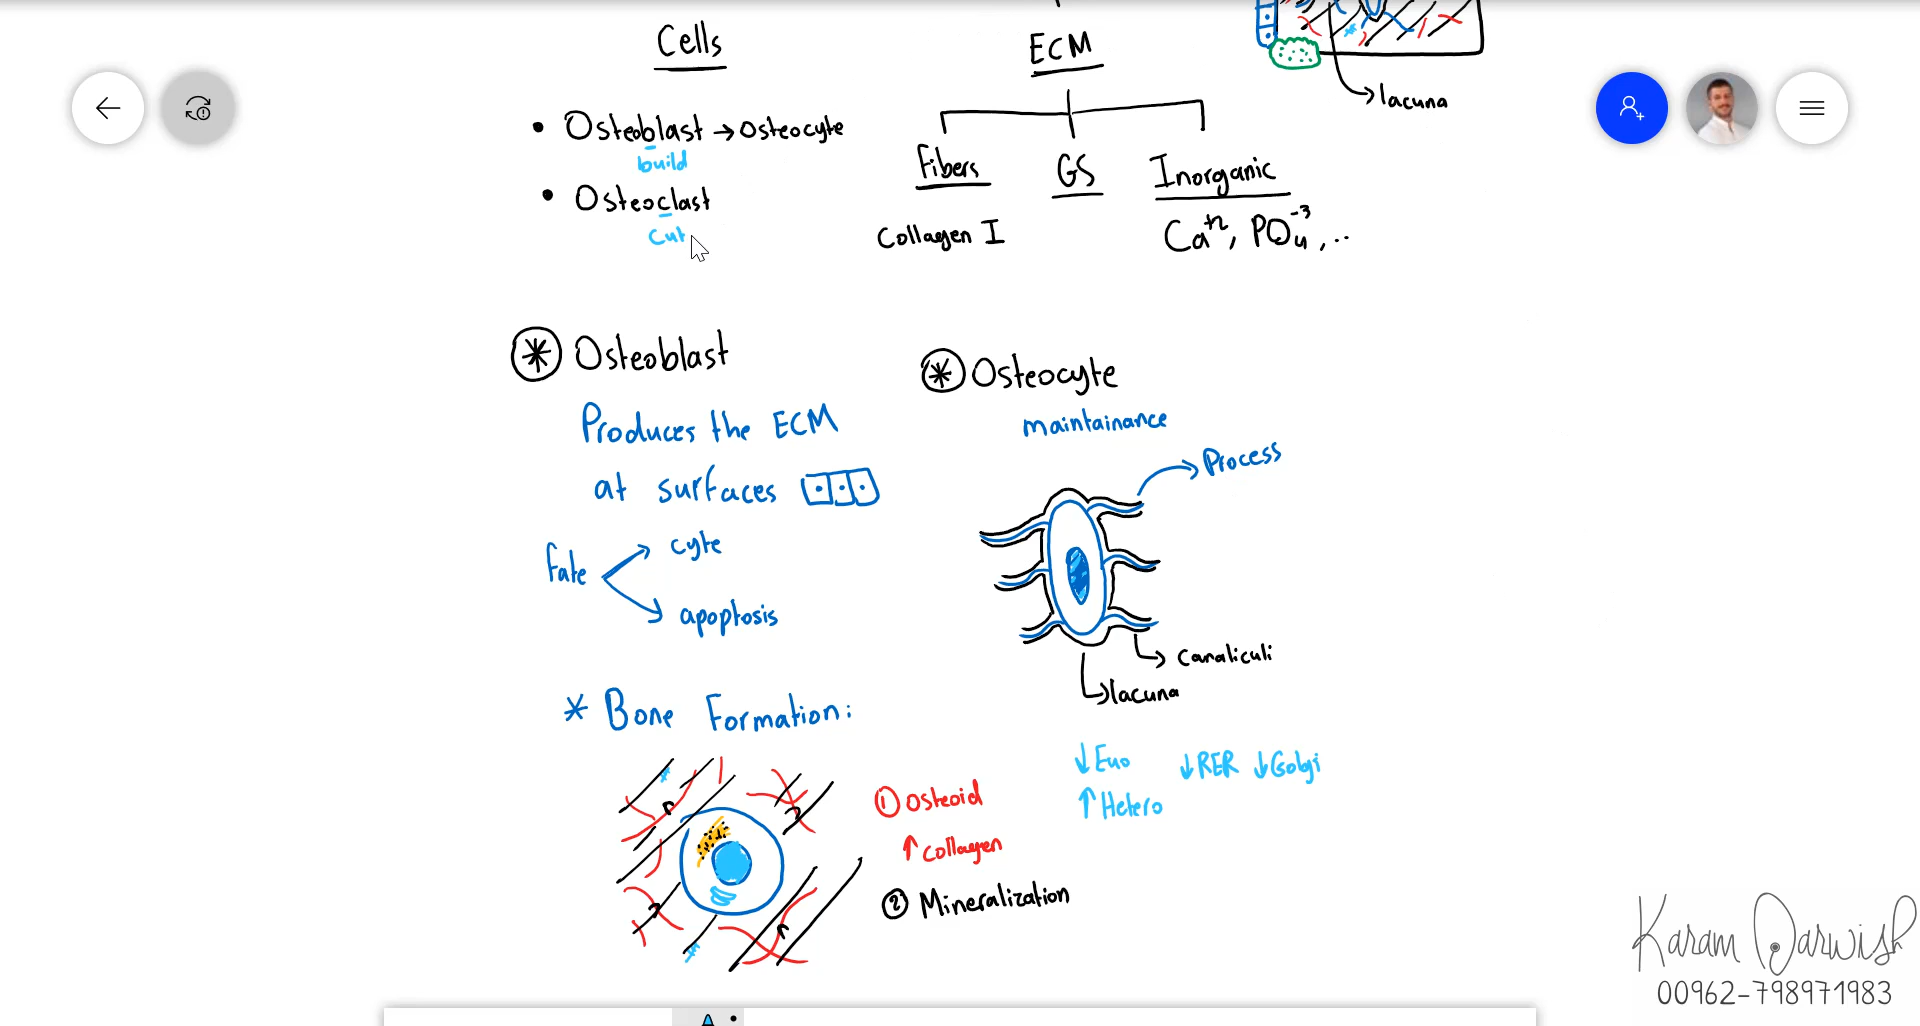 Cells
ECM
lacuna
• Osteoblast → Osteocyte
build
• Osteoclast
cut
Fibers
GS
Inorganic
Collagen I
Ca+2, PO4-3, ..
* Osteoblast
Produces the ECM
at surfaces
Fate
cyte
apoptosis
* Osteocyte
maintainance
Process
canaliculi
lacuna
↓ Euo ↓ RER ↓ Golgi
↑ Hetero
* Bone Formation:
① Osteoid
↑ collagen
② Mineralization
Karam Darwish
00962-798971983